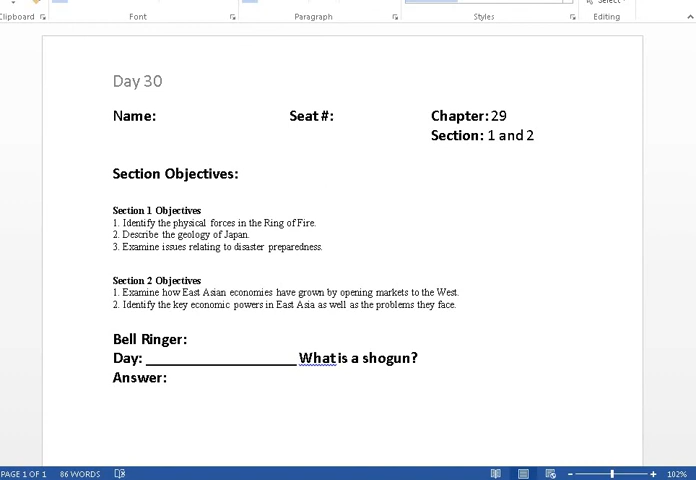 Clipboard Font Paragraph Styles Editing
Day 30
Name: Seat #: Chapter: 29
Section: 1 and 2
Section Objectives:
Section 1 Objectives
1. Identify the physical forces in the Ring of Fire.
2. Describe the geology of Japan.
3. Examine issues relating to disaster preparedness.
Section 2 Objectives
1. Examine how East Asian economies have grown by opening markets to the West.
2. Identify the key economic powers in East Asia as well as the problems they face.
Bell Ringer:
Day: ____________________ What is a shogun?
Answer:
PAGE 1 OF 1 86 WORDS 102%